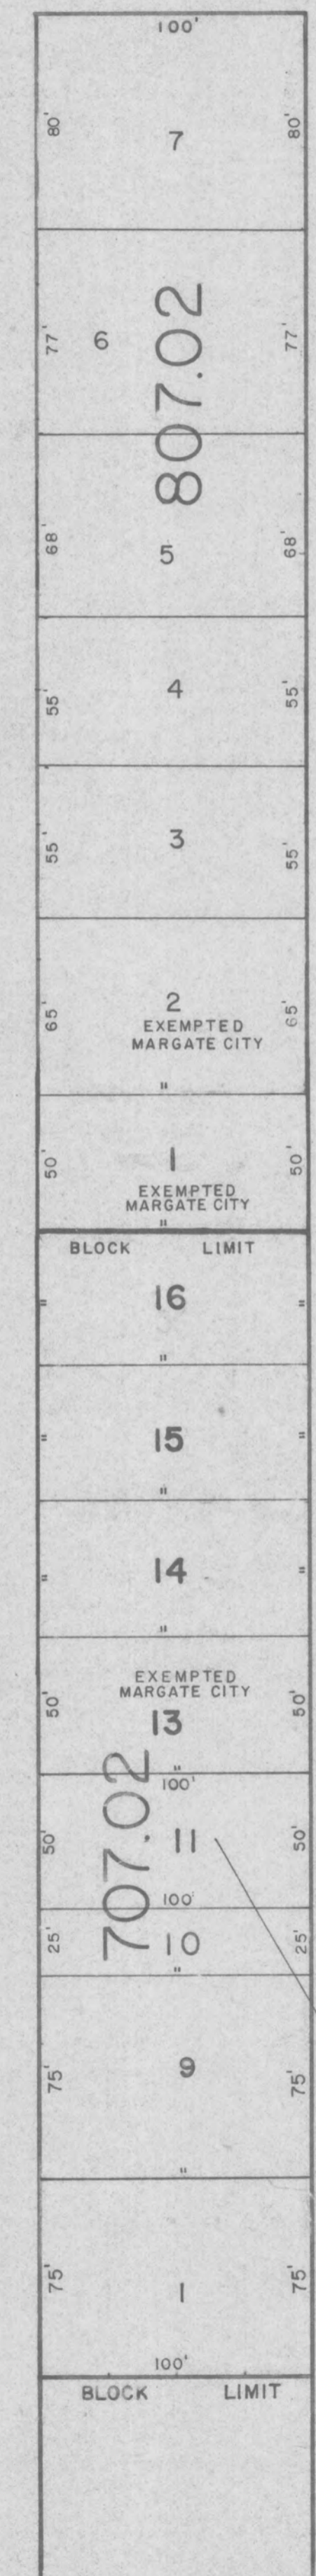 100'
80' 7 80'
77' 6 77'
807.02
68' 5 68'
55' 4 55'
55' 3 55'
65' 2 65'
EXEMPTED
MARGATE CITY
"
50' 1 50'
EXEMPTED
MARGATE CITY
"
BLOCK LIMIT
" 16 "
"
" 15 "
"
" 14 "
"
EXEMPTED
MARGATE CITY
50' 13 50'
"
100'
707.02
50' 11 50'
100'
25' 10 25'
"
75' 9 75'
"
75' 1 75'
100'
BLOCK LIMIT